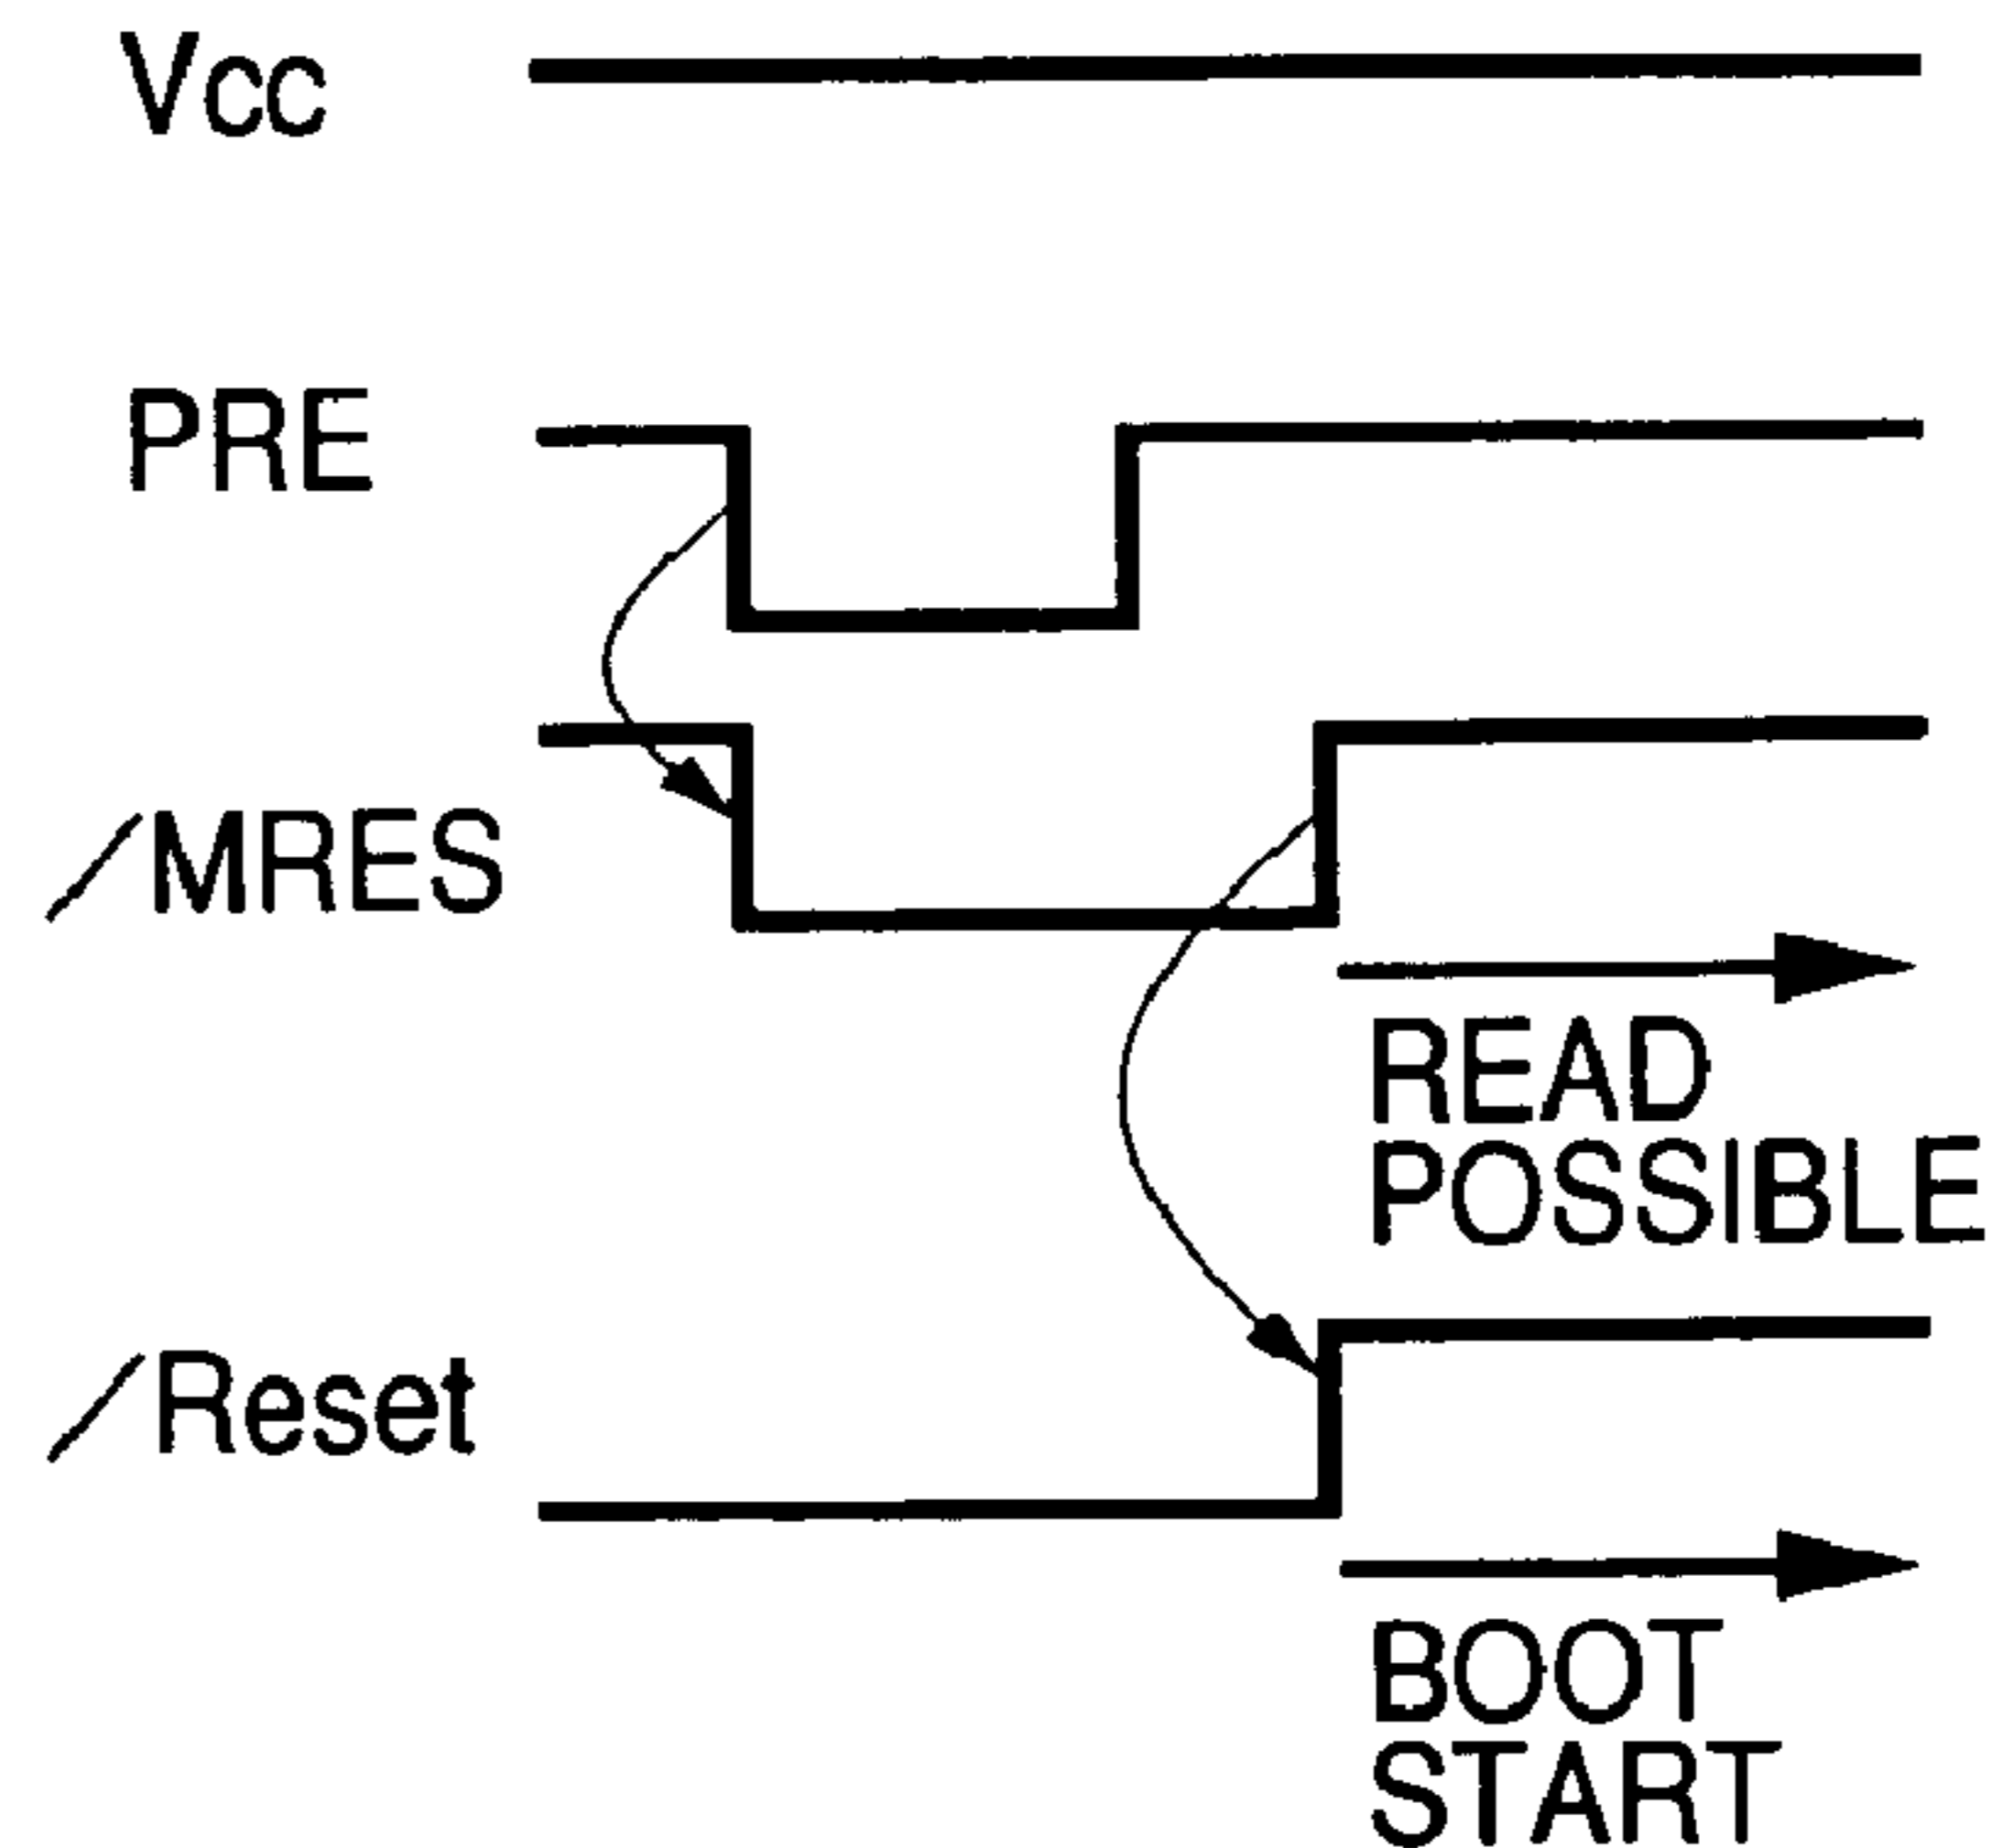 Vcc
PRE
/MRES
READ
POSSIBLE
/Reset
BOOT
START